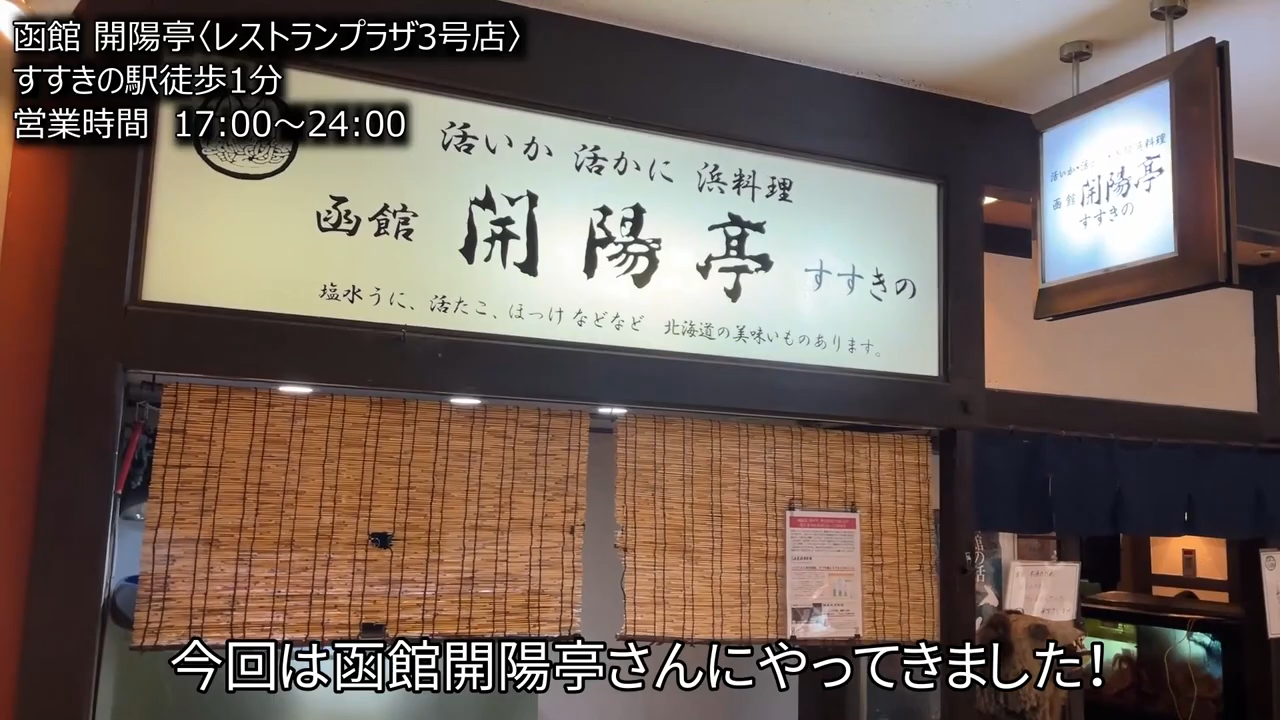 函館 開陽亭〈レストランプラザ3号店〉
すすきの駅徒歩1分
営業時間 17:00～24:00
活いか 活かに 浜料理
函館 開陽亭 すすきの
塩水うに、活たこ、ほっけ などなど 北海道の美味いものあります。
函館 開陽亭
すすきの
今回は函館開陽亭さんにやってきました！